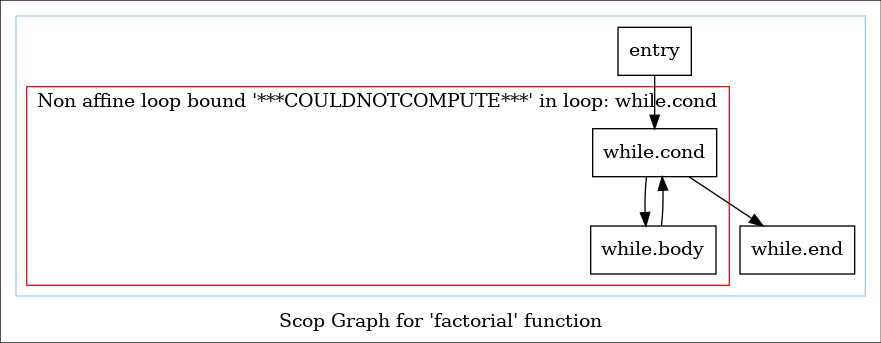 entry
Non affine loop bound '***COULDNOTCOMPUTE***' in loop: while.cond
while.cond
while.body
while.end
Scop Graph for 'factorial' function